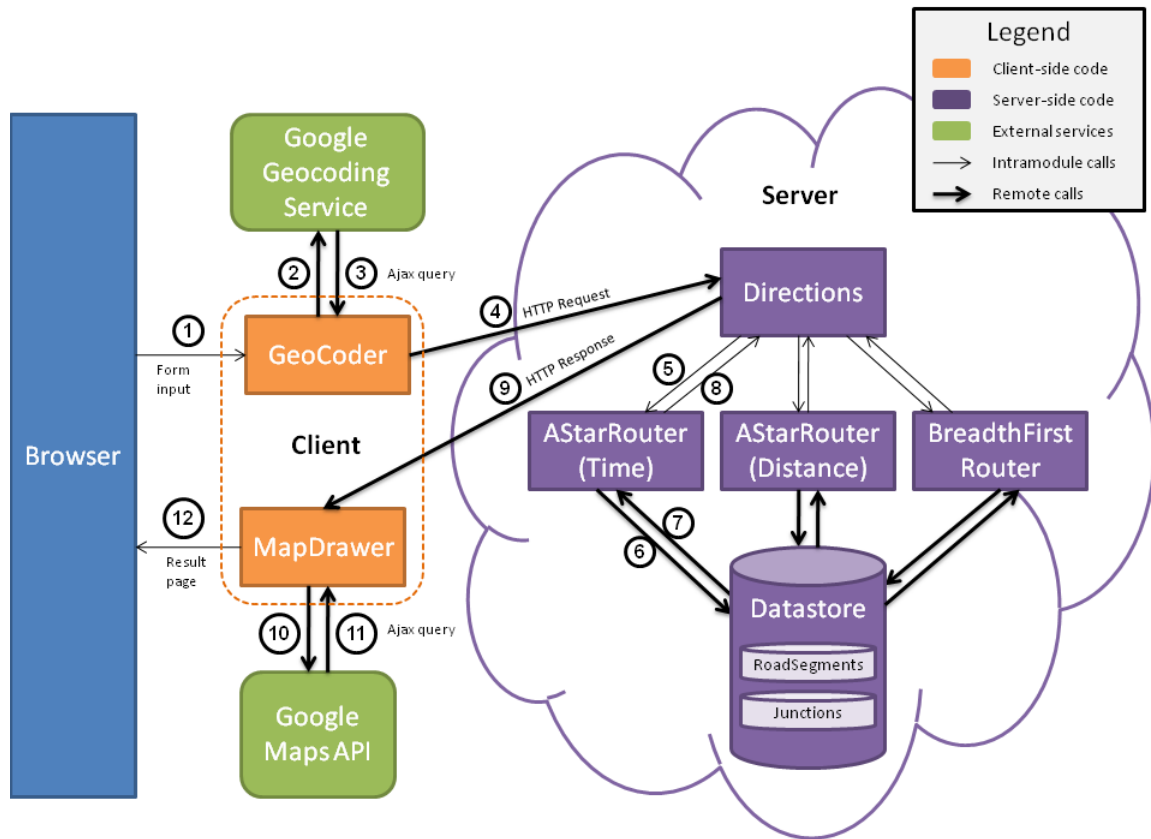 Legend
Client-side code
Server-side code
External services
Intramodule calls
Remote calls
Google
Geocoding
Service
Server
2
3
Ajax query
4
HTTP Request
Directions
1
GeoCoder
Form
input
9
HTTP Response
5
8
Browser
Client
AStarRouter
(Time)
AStarRouter
(Distance)
BreadthFirst
Router
12
MapDrawer
Result
page
7
6
Datastore
RoadSegments
Junctions
10
11
Ajax query
Google
Maps API